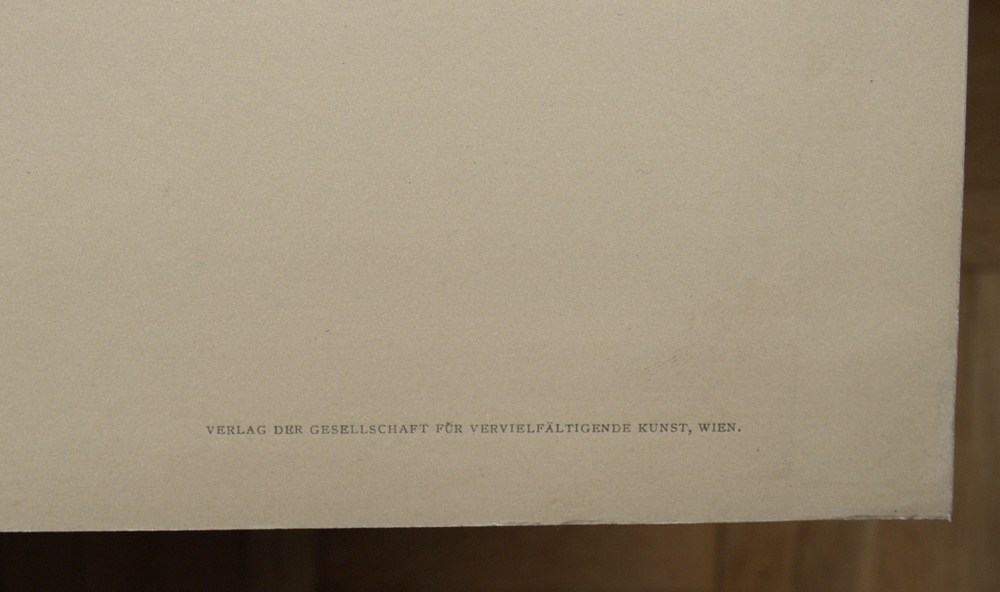 VERLAG DER GESELLSCHAFT FÜR VERVIELFÄLTIGENDE KUNST, WIEN.